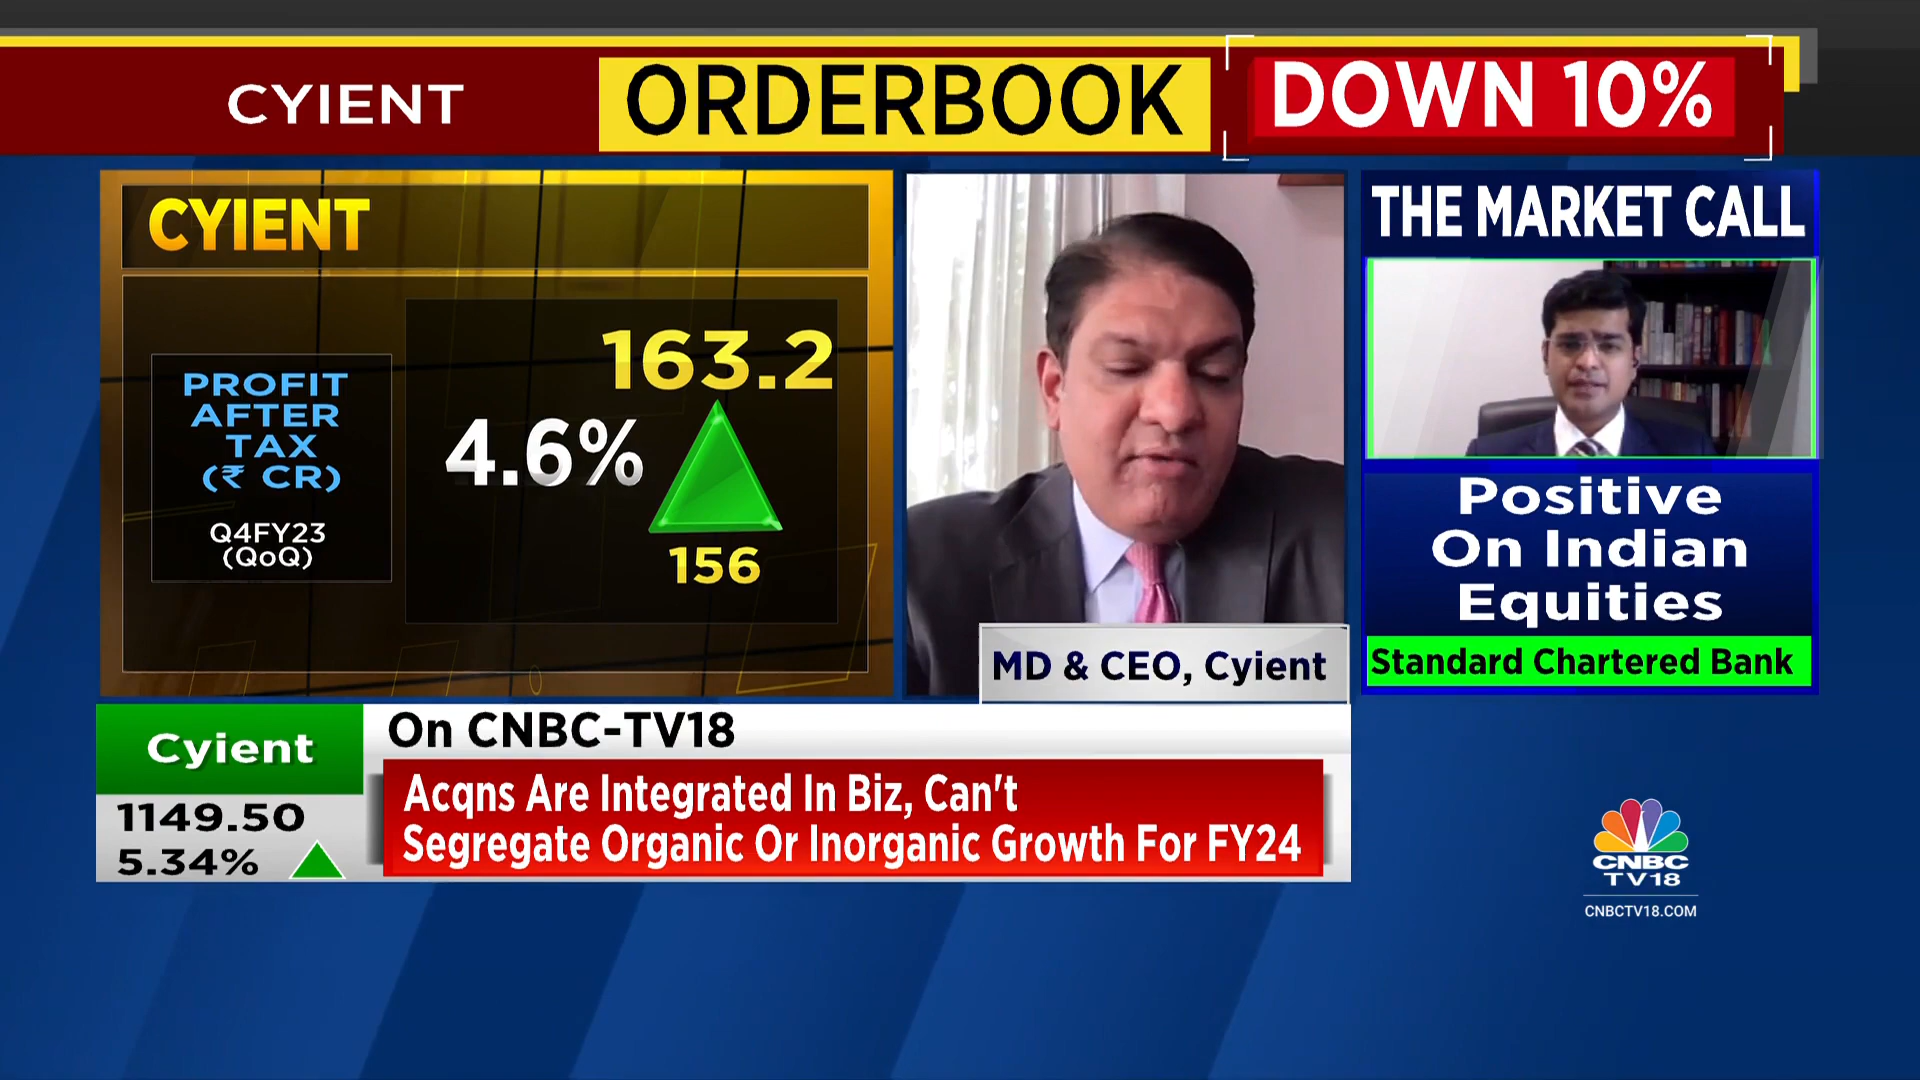 CYIENT
ORDERBOOK
DOWN 10%
CYIENT
PROFIT
AFTER
TAX
(₹ CR)
Q4FY23
(QoQ)
163.2
4.6%
156
MD & CEO, Cyient
THE MARKET CALL
Positive
On Indian
Equities
Standard Chartered Bank
Cyient
1149.50
5.34%
On CNBC-TV18
Acqns Are Integrated In Biz, Can't
Segregate Organic Or Inorganic Growth For FY24
CNBC
TV18
CNBCTV18.COM